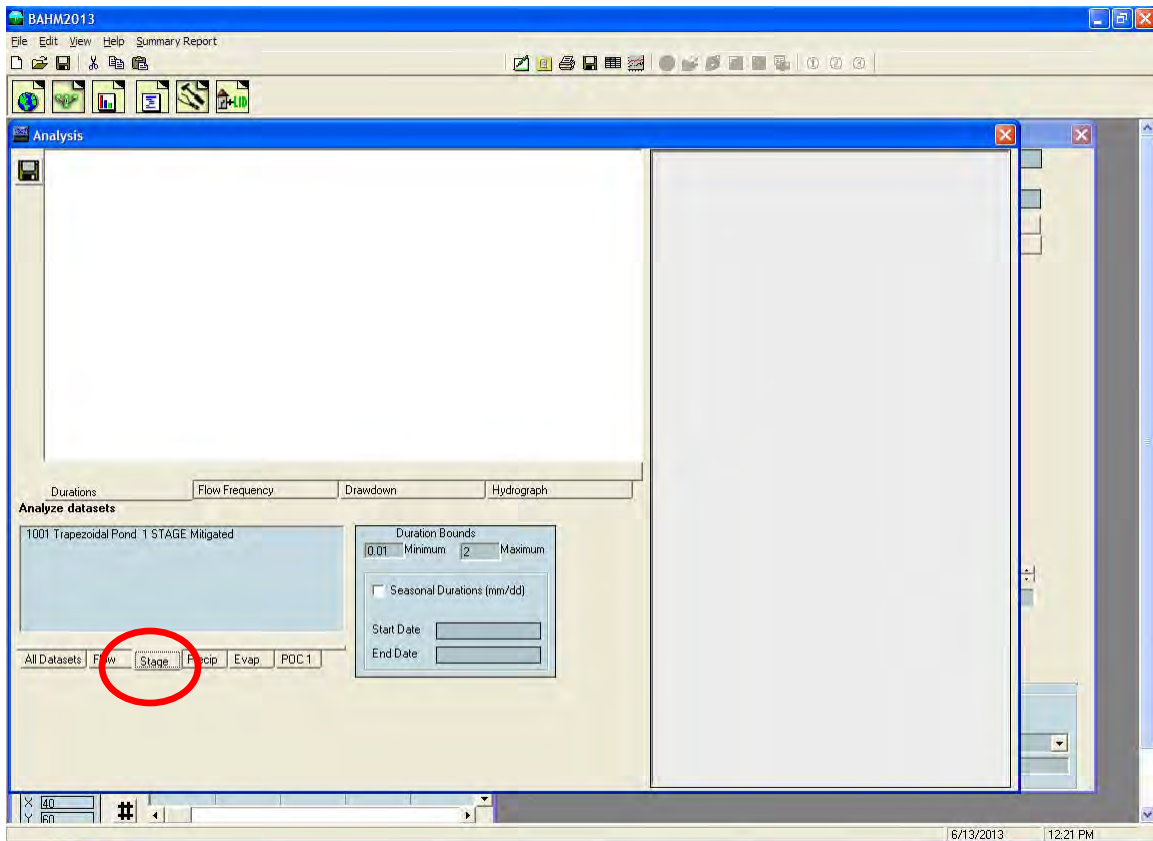 BAHM2013
File Edit View Help Summary Report
Analysis
+LID
Durations Flow Frequency Drawdown Hydrograph
Analyze datasets
1001 Trapezoidal Pond 1 STAGE Mitigated
Duration Bounds
0.01 Minimum 2 Maximum
Seasonal Durations (mm/dd)
Start Date
End Date
All Datasets Flow Stage Precip Evap POC 1
X 40
Y 60
#
6/13/2013 12:21 PM